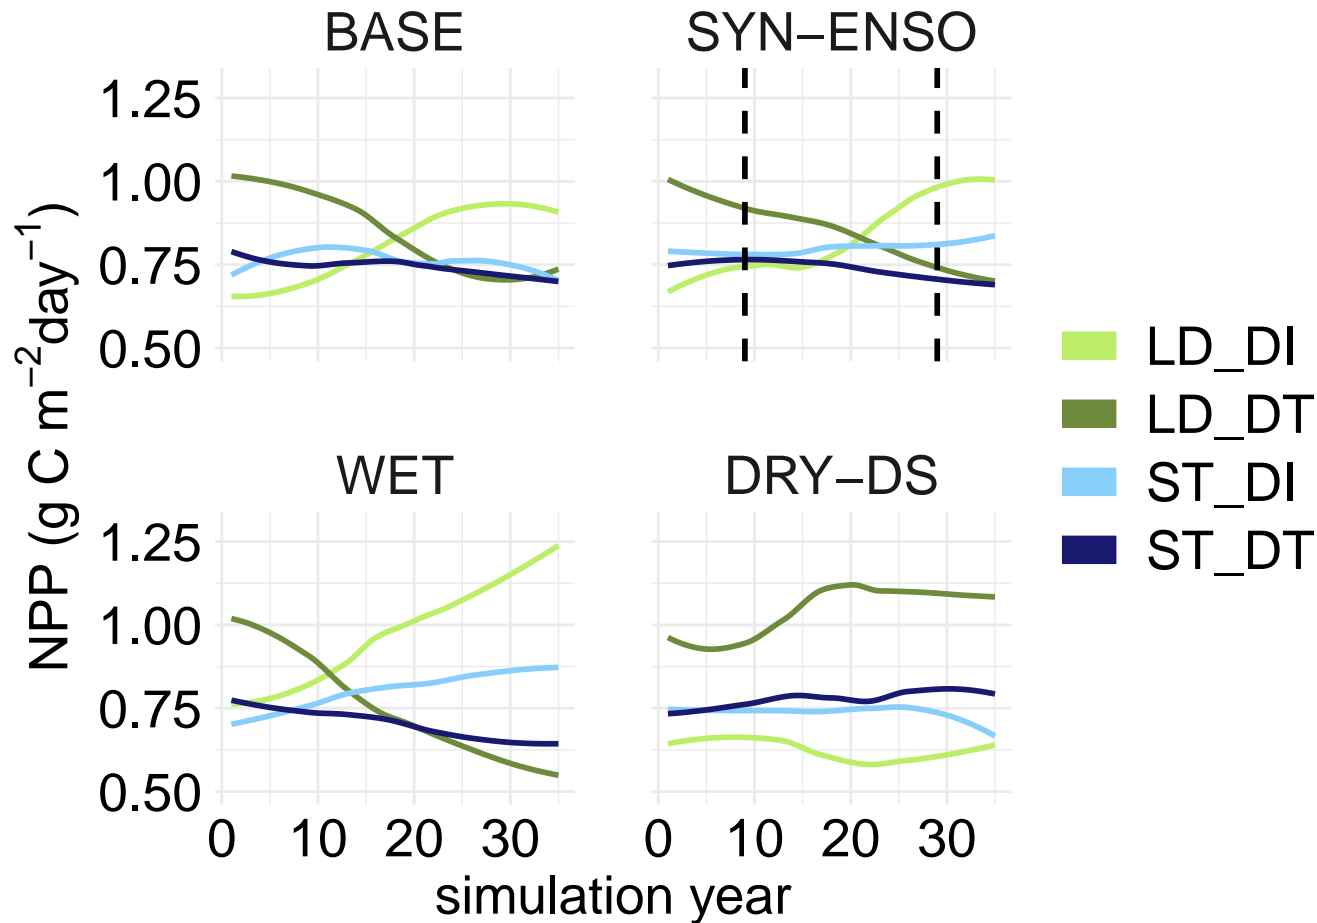 BASE
SYN−ENSO
1.25
1.00
0.75
0.50
WET
DRY−DS
1.25
1.00
0.75
0.50
0 10 20 30
0 10 20 30
simulation year
NPP (g C m−2day−1)
LD_DI
LD_DT
ST_DI
ST_DT